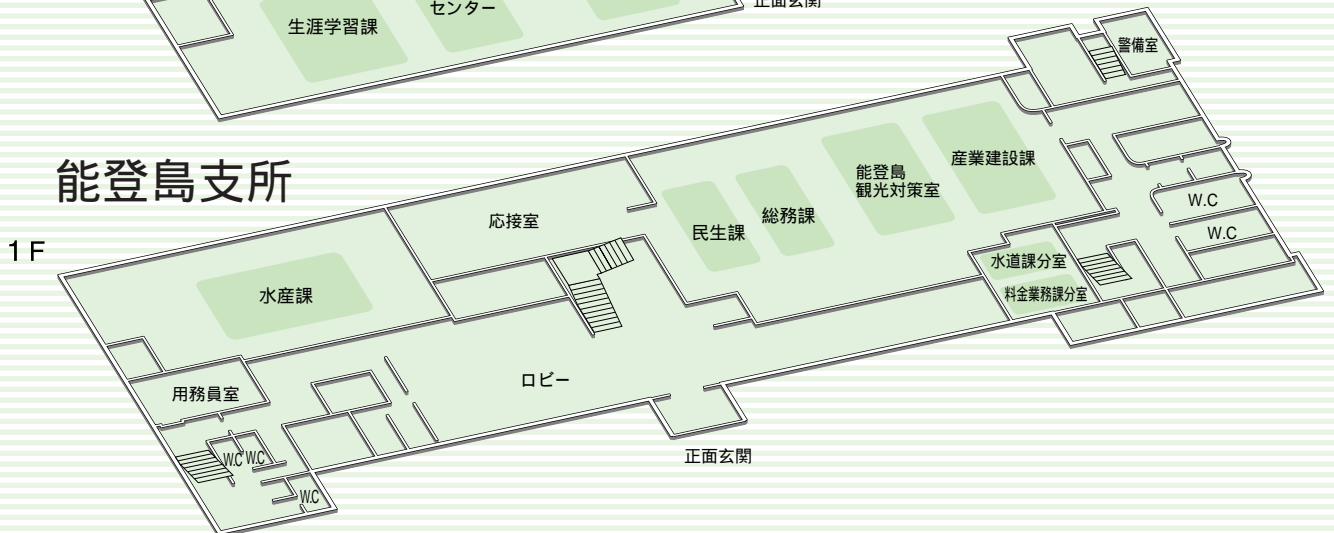 生涯学習課
センター
正面玄関
能登島支所
1F
警備室
産業建設課
能登島
観光対策室
総務課
民生課
応接室
W.C
W.C
水道課分室
料金業務課分室
水産課
ロビー
用務員室
W.C
W.C
W.C
正面玄関